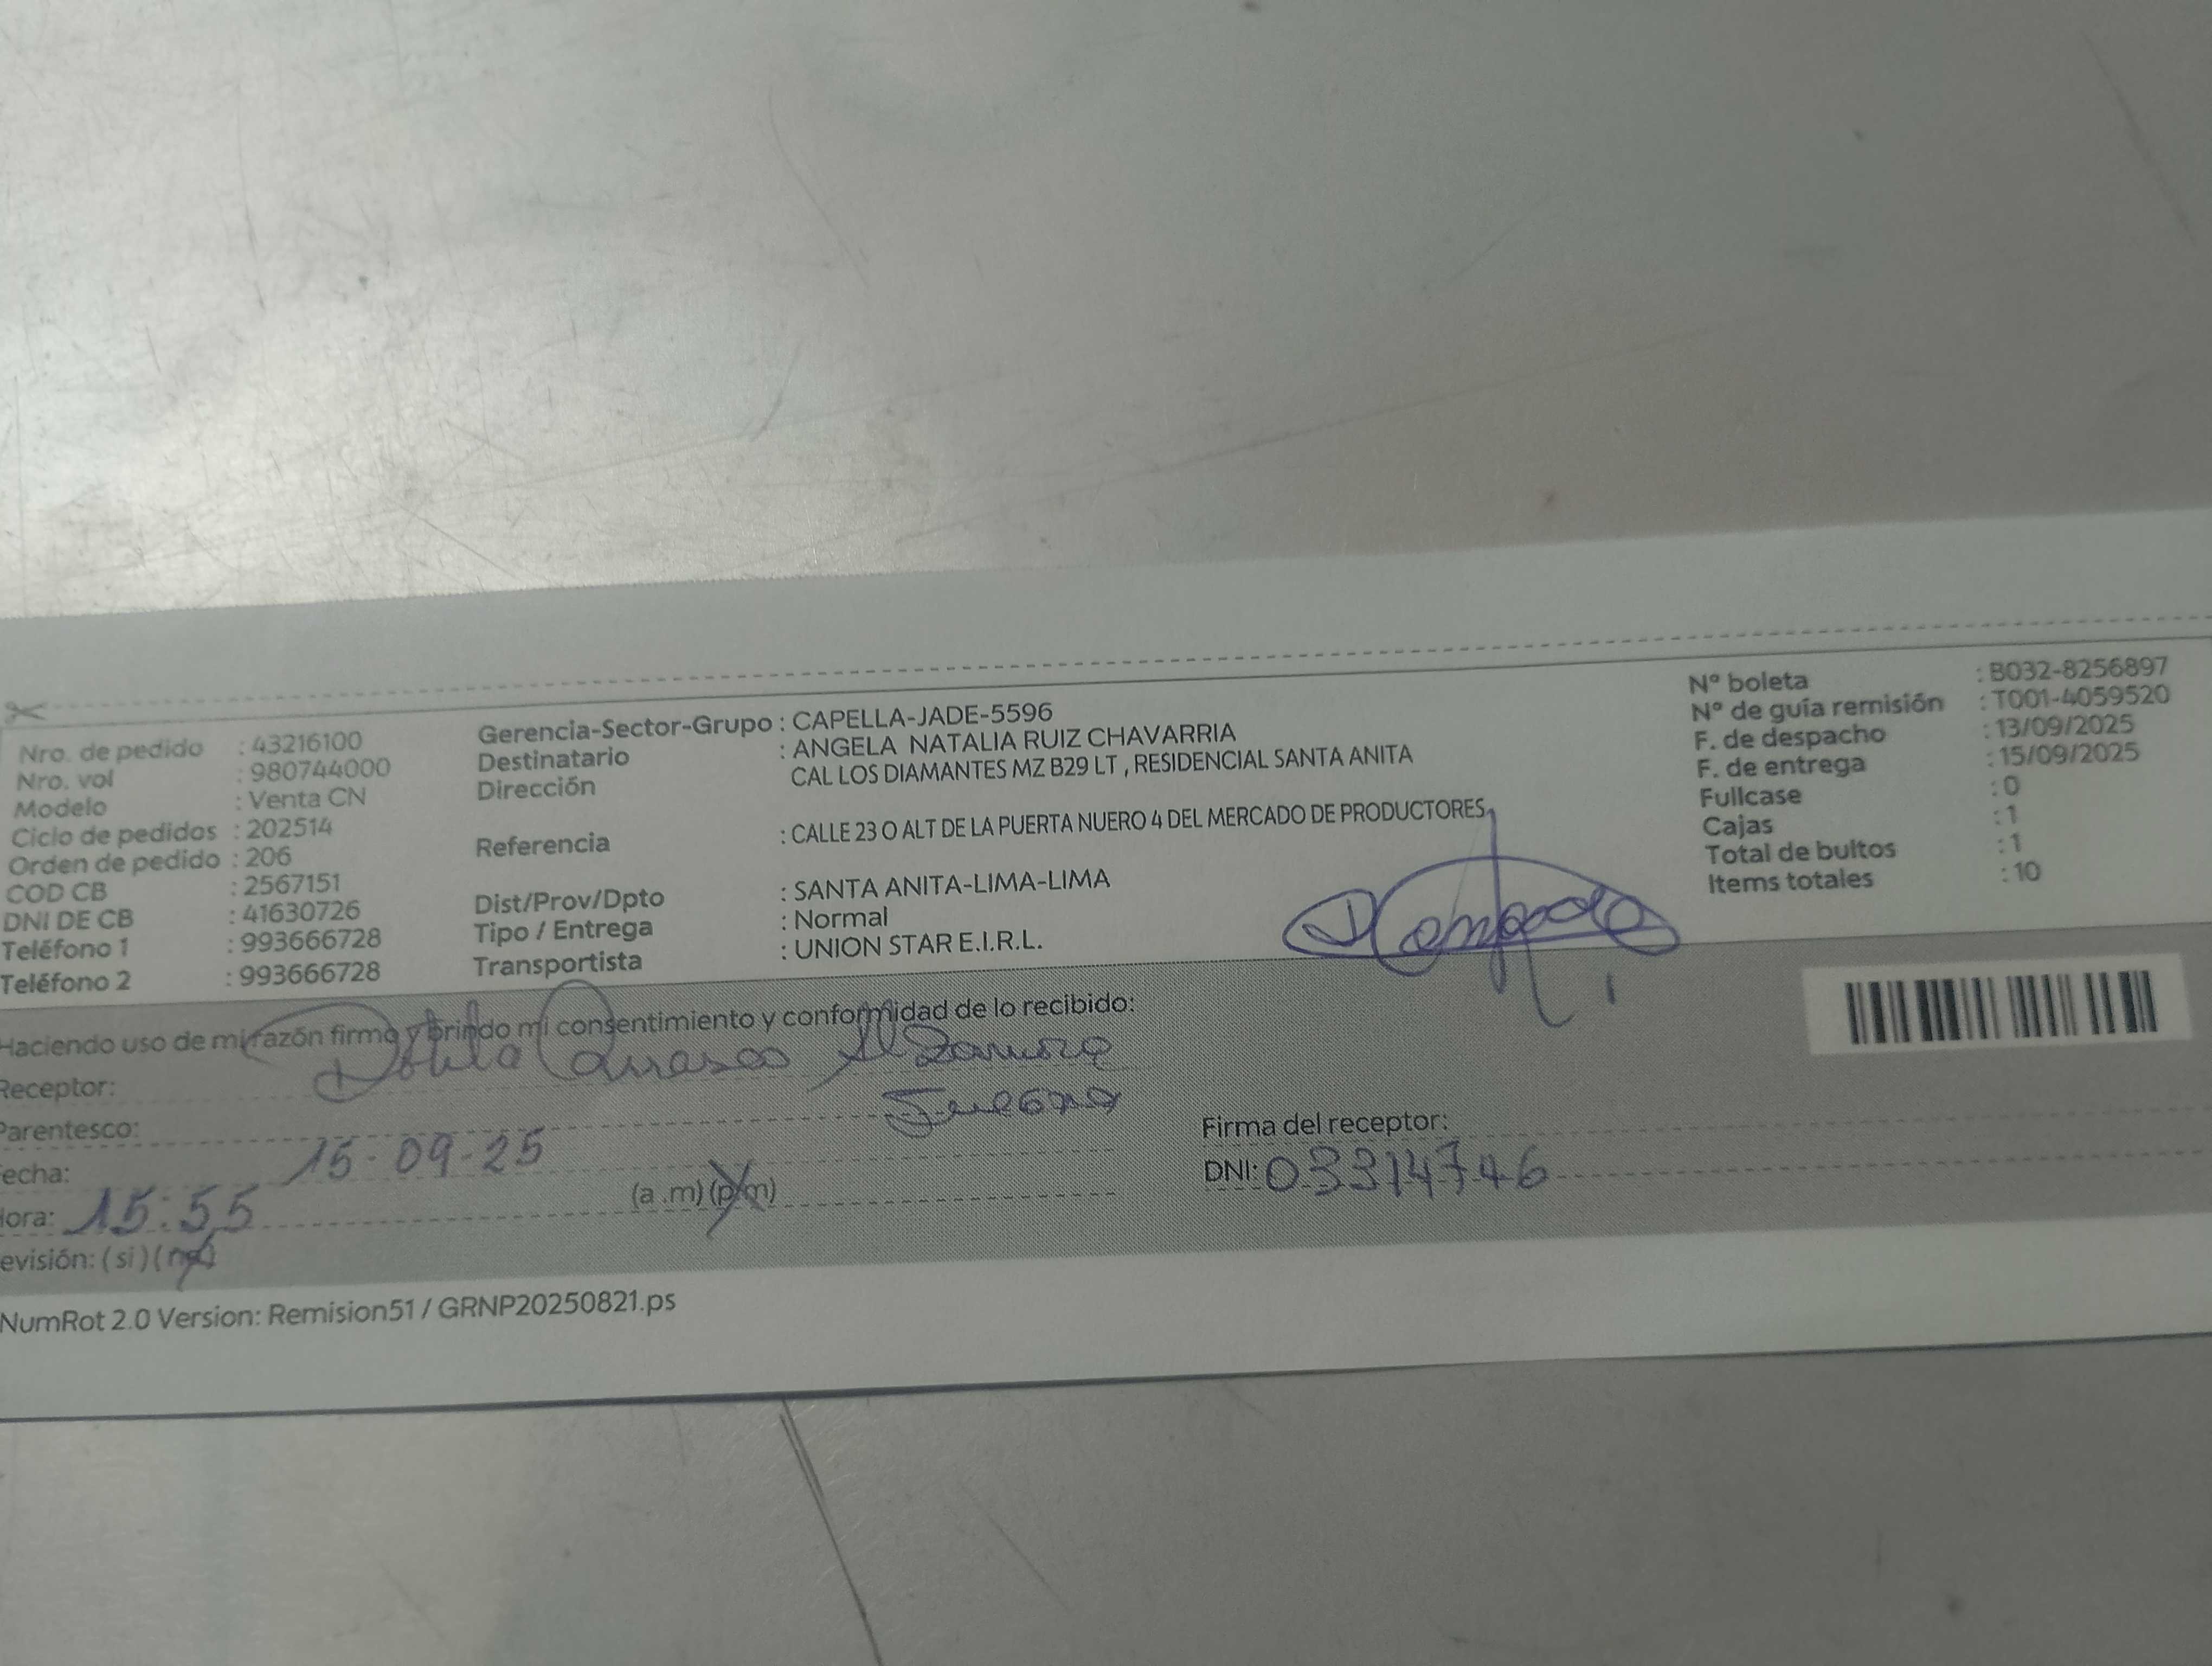 Nro. de pedido : 43216100
Nro. vol : 980744000
Modelo : Venta CN
Ciclo de pedidos : 202514
Orden de pedido : 206
COD CB : 2567151
DNI DE CB : 41630726
Teléfono 1 : 993666728
Teléfono 2 : 993666728
Gerencia-Sector-Grupo : CAPELLA-JADE-5596
Destinatario : ANGELA NATALIA RUIZ CHAVARRIA
Dirección CAL LOS DIAMANTES MZ B29 LT , RESIDENCIAL SANTA ANITA
Referencia : CALLE 23 O ALT DE LA PUERTA NUERO 4 DEL MERCADO DE PRODUCTORES,
Dist/Prov/Dpto : SANTA ANITA-LIMA-LIMA
Tipo / Entrega : Normal
Transportista : UNION STAR E.I.R.L.
N° boleta : B032-8256897
N° de guía remisión : T001-4059520
F. de despacho : 13/09/2025
F. de entrega : 15/09/2025
Fullcase : 0
Cajas : 1
Total de bultos : 1
Items totales : 10
Haciendo uso de mi razón firmo y brindo mi consentimiento y conformidad de lo recibido:
Receptor: Carrasco
Parentesco:
echa: 15-09-25
ora: 15:55 (a.m) (p.m)
evisión: (si) (no)
Firma del receptor:
DNI: 03314746
NumRot 2.0 Version: Remision51 / GRNP20250821.ps